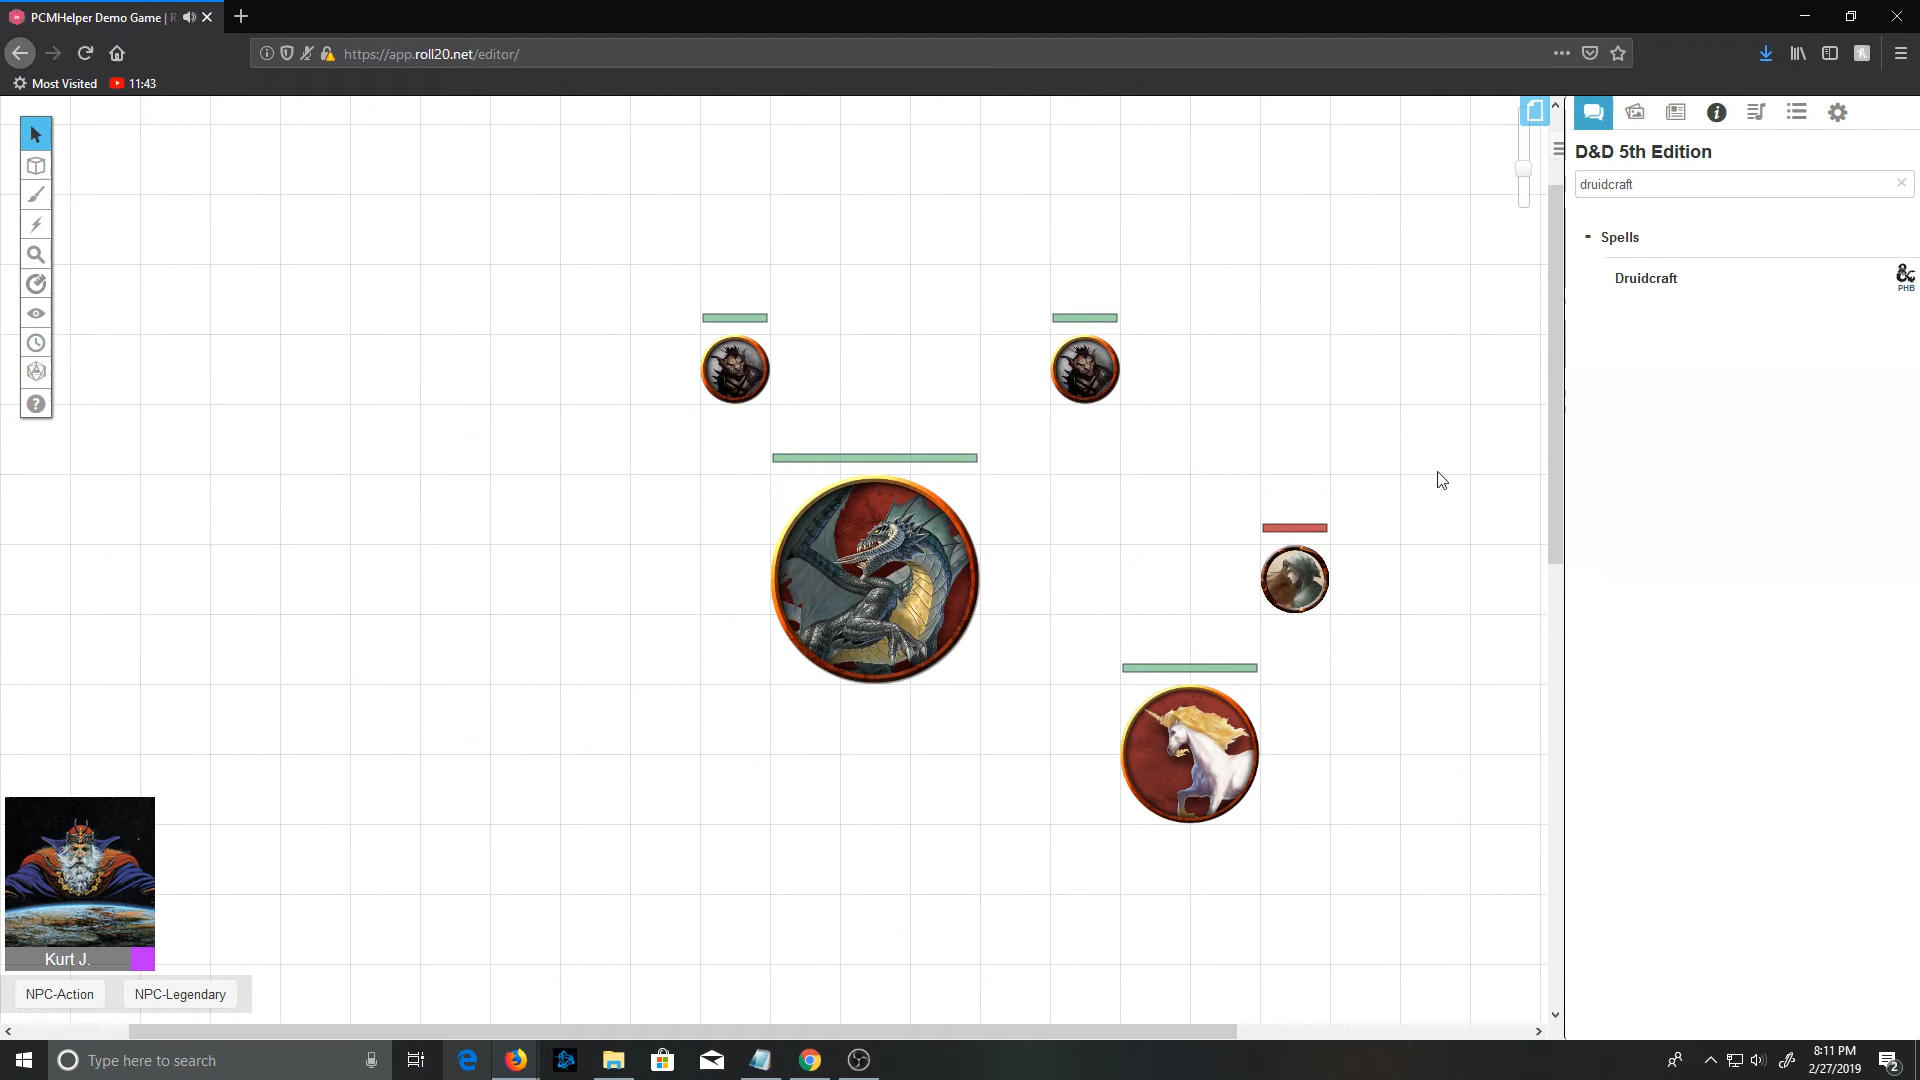 PCMHelper Demo Game | R
https://app.roll20.net/editor/
Most Visited
11:43
D&D 5th Edition
druidcraft
Spells
Druidcraft
PHB
Kurt J.
NPC-Action
NPC-Legendary
Type here to search
8:11 PM
2/27/2019
2